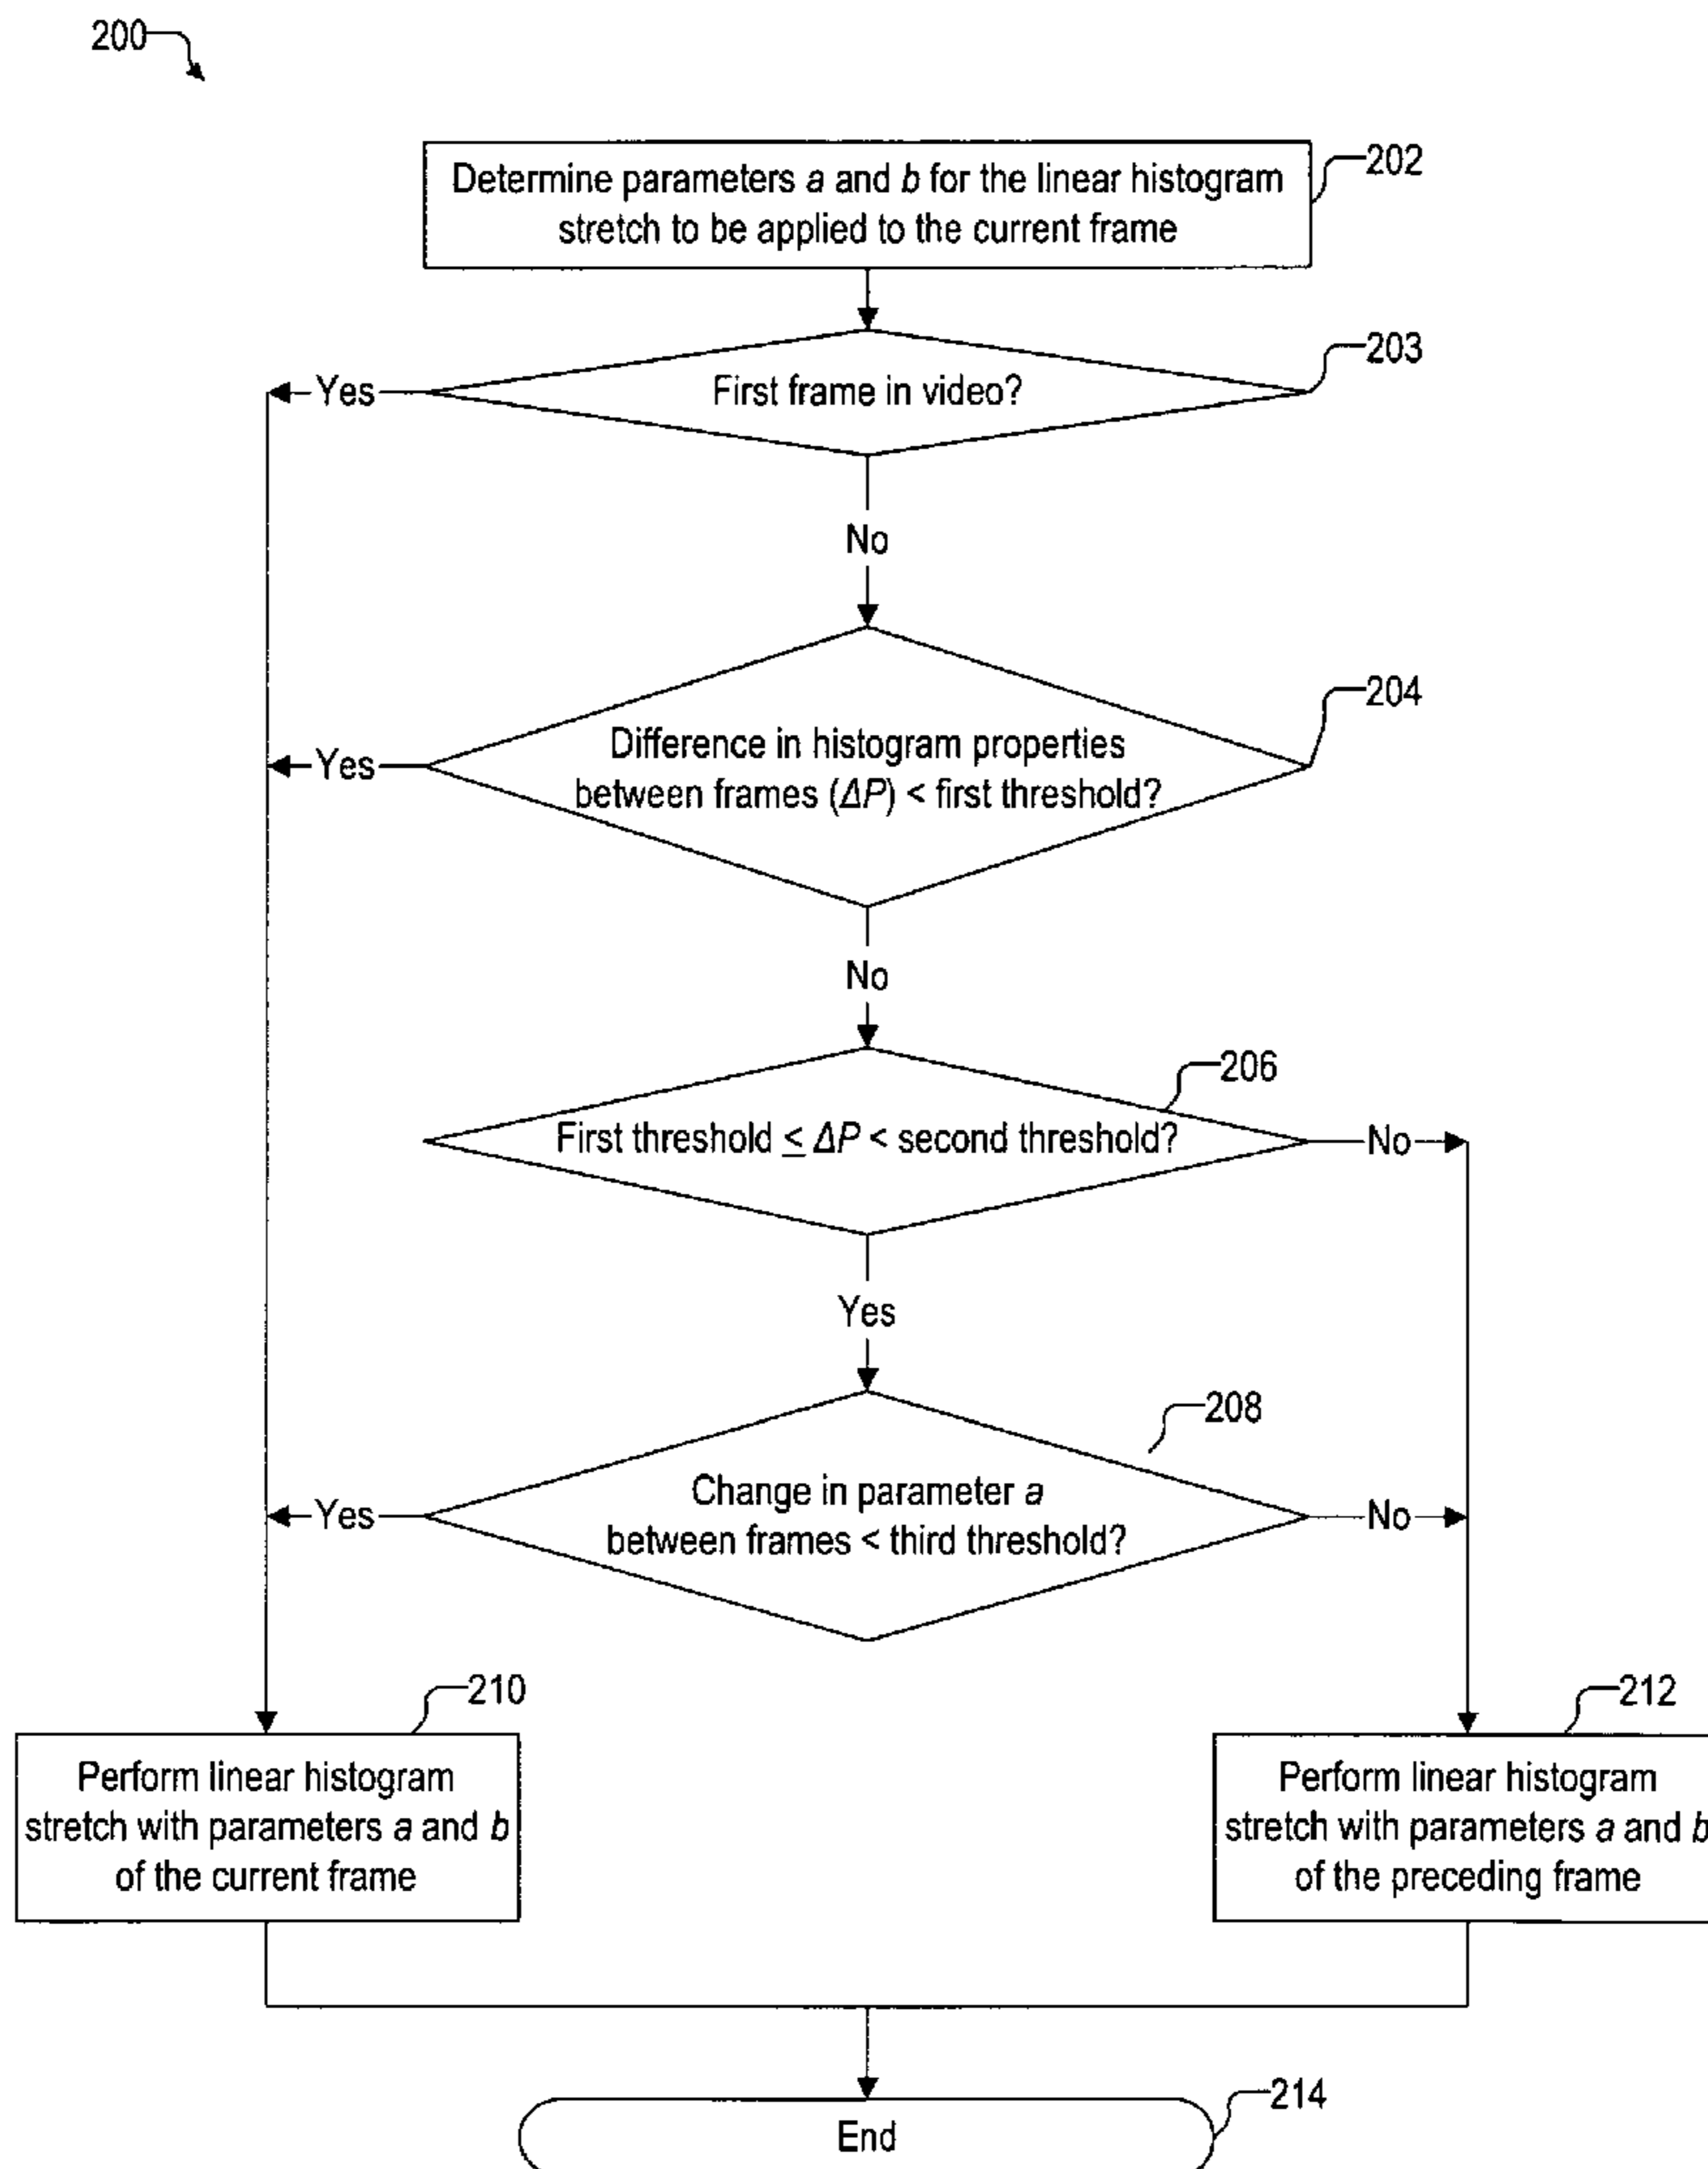 200
Determine parameters a and b for the linear histogram
stretch to be applied to the current frame
202
First frame in video?
203
Yes
No
Difference in histogram properties
between frames (ΔP) < first threshold?
204
Yes
No
First threshold ≤ ΔP < second threshold?
206
No
Yes
Change in parameter a
between frames < third threshold?
208
Yes
No
Perform linear histogram
stretch with parameters a and b
of the current frame
210
Perform linear histogram
stretch with parameters a and b
of the preceding frame
212
End
214